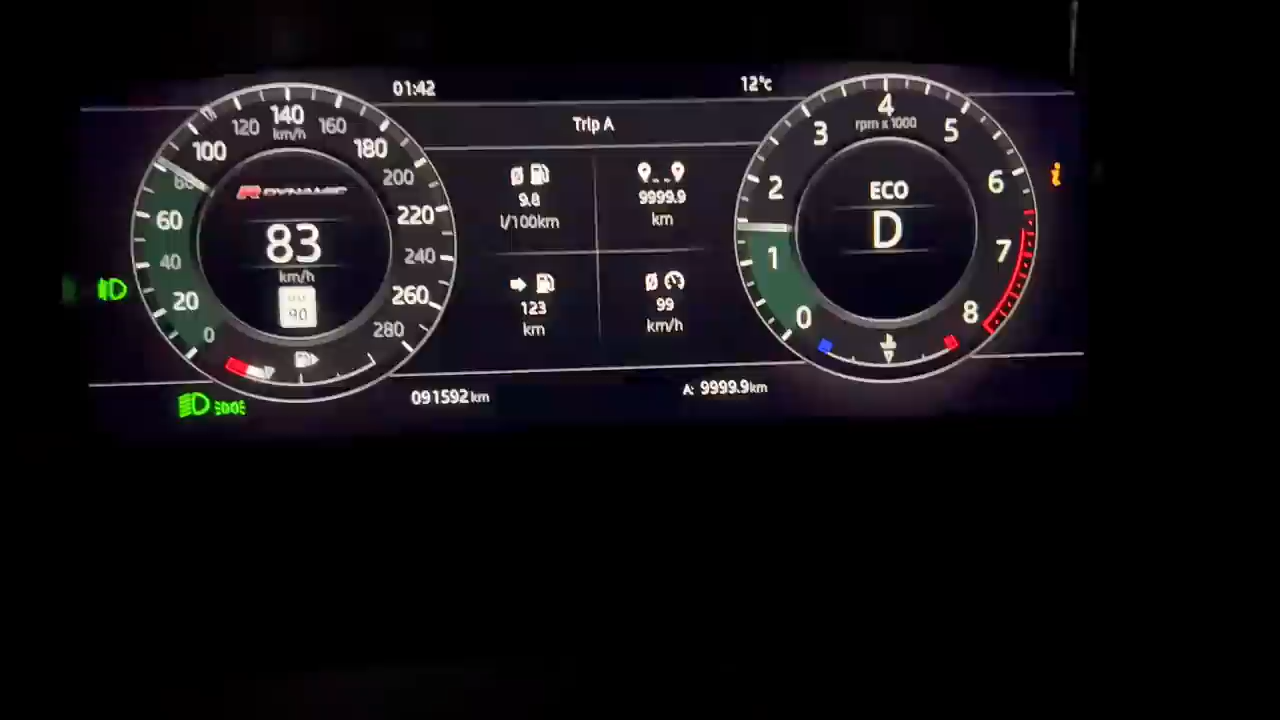 01:42
12°c
Trip A
140
km/h
120
160
100
180
80
200
60
220
40
240
20
260
0
280
R DYNAMIC
83
km/h
90
9.8
l/100km
9999.9
km
123
km
99
km/h
4
rpm x 1000
3
5
2
6
1
7
0
8
ECO
D
091592 km
A: 9999.9 km